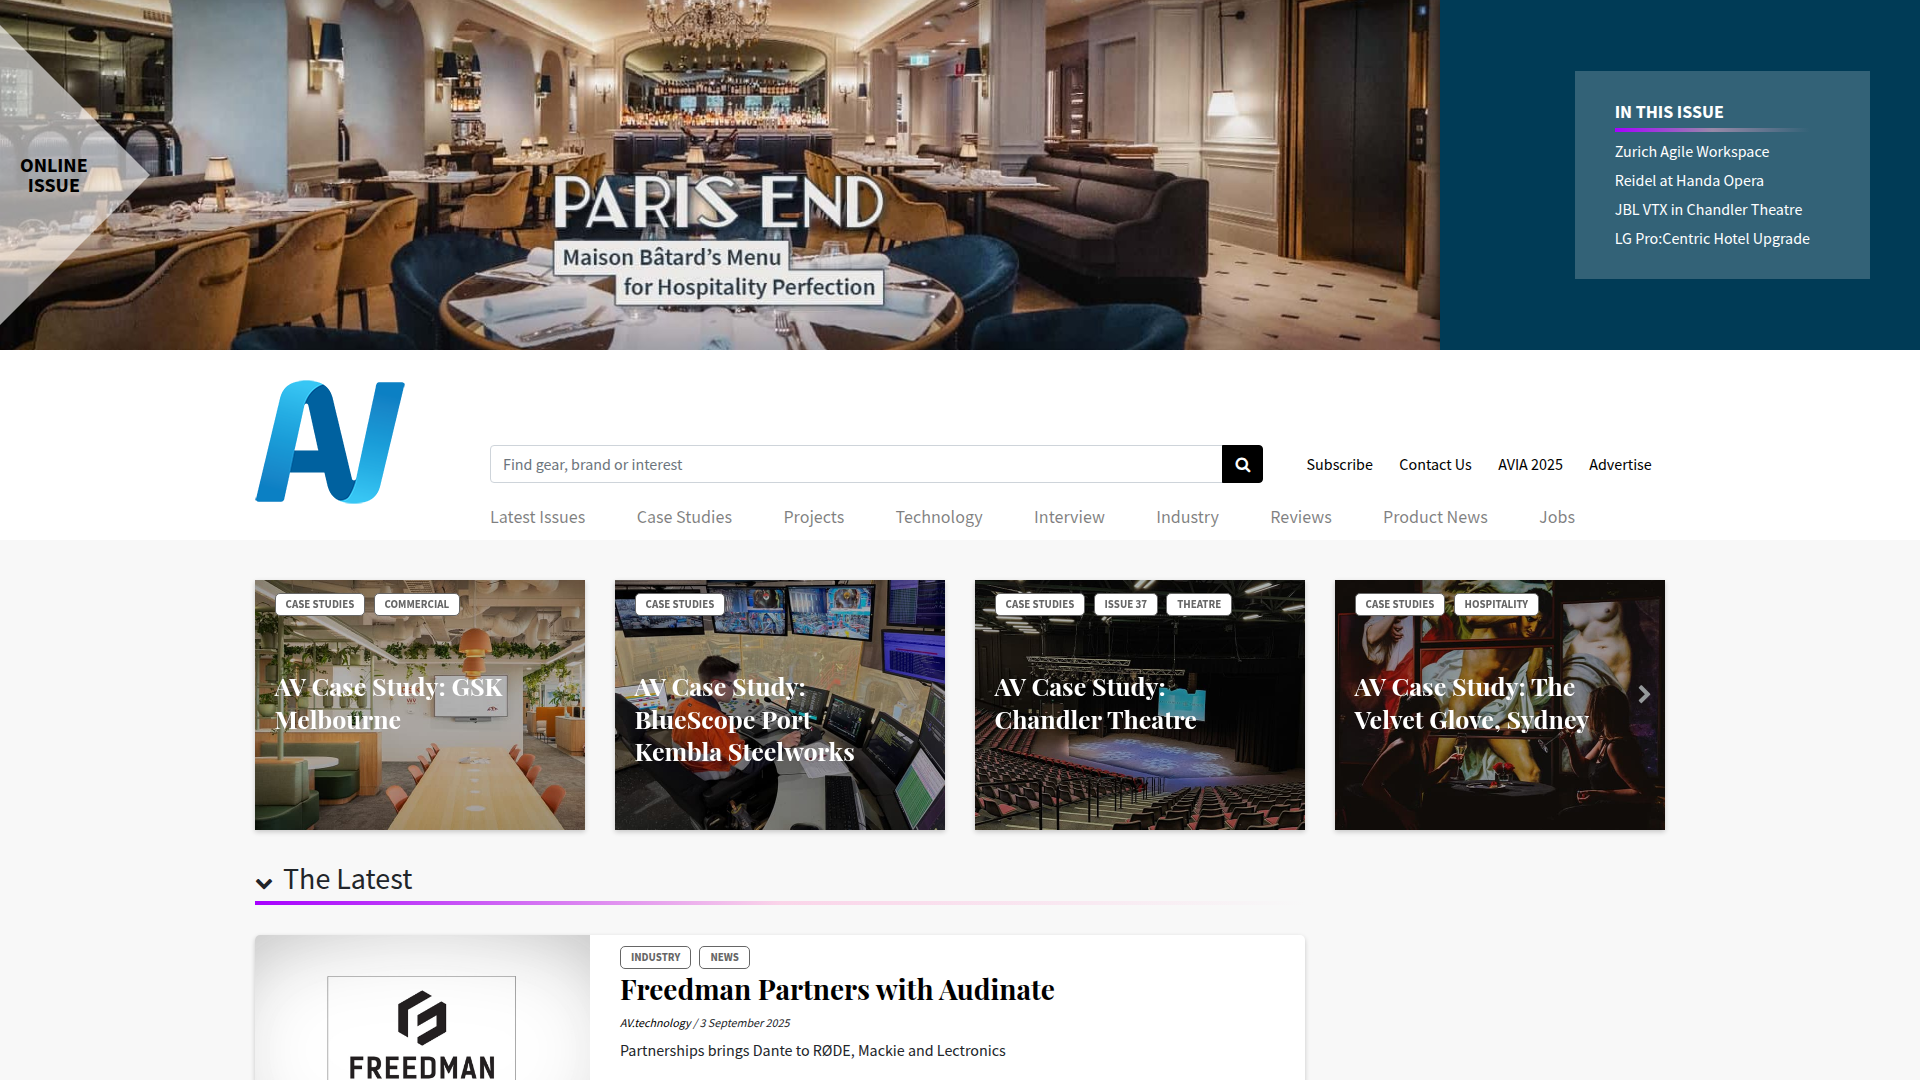 ONLINE
ISSUE
PARIS END
Maison Bâtard's Menu
for Hospitality Perfection
IN THIS ISSUE
Zurich Agile Workspace
Reidel at Handa Opera
JBL VTX in Chandler Theatre
LG Pro:Centric Hotel Upgrade
AV
Find gear, brand or interest
Subscribe Contact Us AVIA 2025 Advertise
Latest Issues Case Studies Projects Technology Interview Industry Reviews Product News Jobs
CASE STUDIES COMMERCIAL
AV Case Study: GSK
Melbourne
CASE STUDIES
AV Case Study:
BlueScope Port
Kembla Steelworks
CASE STUDIES ISSUE 37 THEATRE
AV Case Study:
Chandler Theatre
CASE STUDIES HOSPITALITY
AV Case Study: The
Velvet Glove, Sydney
The Latest
FREEDMAN
INDUSTRY NEWS
Freedman Partners with Audinate
AV.technology / 3 September 2025
Partnerships brings Dante to RØDE, Mackie and Lectronics